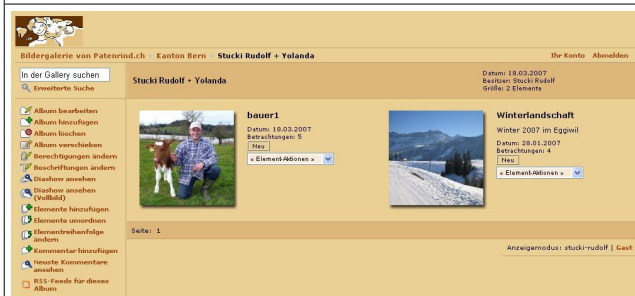 Bildergalerie von Patenrind.ch » Kanton Bern » Stucki Rudolf + Yolanda
Ihr Konto Abmelden
In der Gallery suchen
Erweiterte Suche
Stucki Rudolf + Yolanda
Datum: 18.03.2007
Besitzer: Stucki Rudolf
Größe: 2 Elemente
Album bearbeiten
Album hinzufügen
Album löschen
Album verschieben
Berechtigungen ändern
Beschriftungen ändern
Diashow ansehen
Diashow ansehen
(Vollbild)
Elemente hinzufügen
Elemente umordnen
Elementreihenfolge
ändern
Kommentar hinzufügen
Neuste Kommentare
ansehen
RSS-Feeds für dieses
Album
bauer1
Datum: 18.03.2007
Betrachtungen: 5
Neu
« Element-Aktionen »
Winterlandschaft
Winter 2007 im Eggiwil
Datum: 28.01.2007
Betrachtungen: 4
Neu
« Element-Aktionen »
Seite: 1
Anzeigemodus: stucki-rudolf | Gast